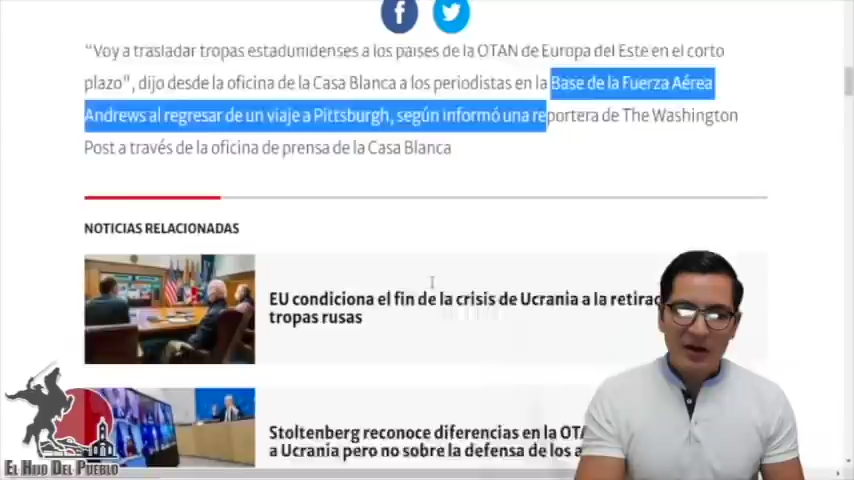 “Voy a trasladar tropas estadunidenses a los países de la OTAN de Europa del Este en el corto
plazo”, dijo desde la oficina de la Casa Blanca a los periodistas en la Base de la Fuerza Aérea
Andrews al regresar de un viaje a Pittsburgh, según informó una reportera de The Washington
Post a través de la oficina de prensa de la Casa Blanca
NOTICIAS RELACIONADAS
EU condiciona el fin de la crisis de Ucrania a la retirac
tropas rusas
Stoltenberg reconoce diferencias en la OTA
a Ucrania pero no sobre la defensa de los a
EL HIJO DEL PUEBLO